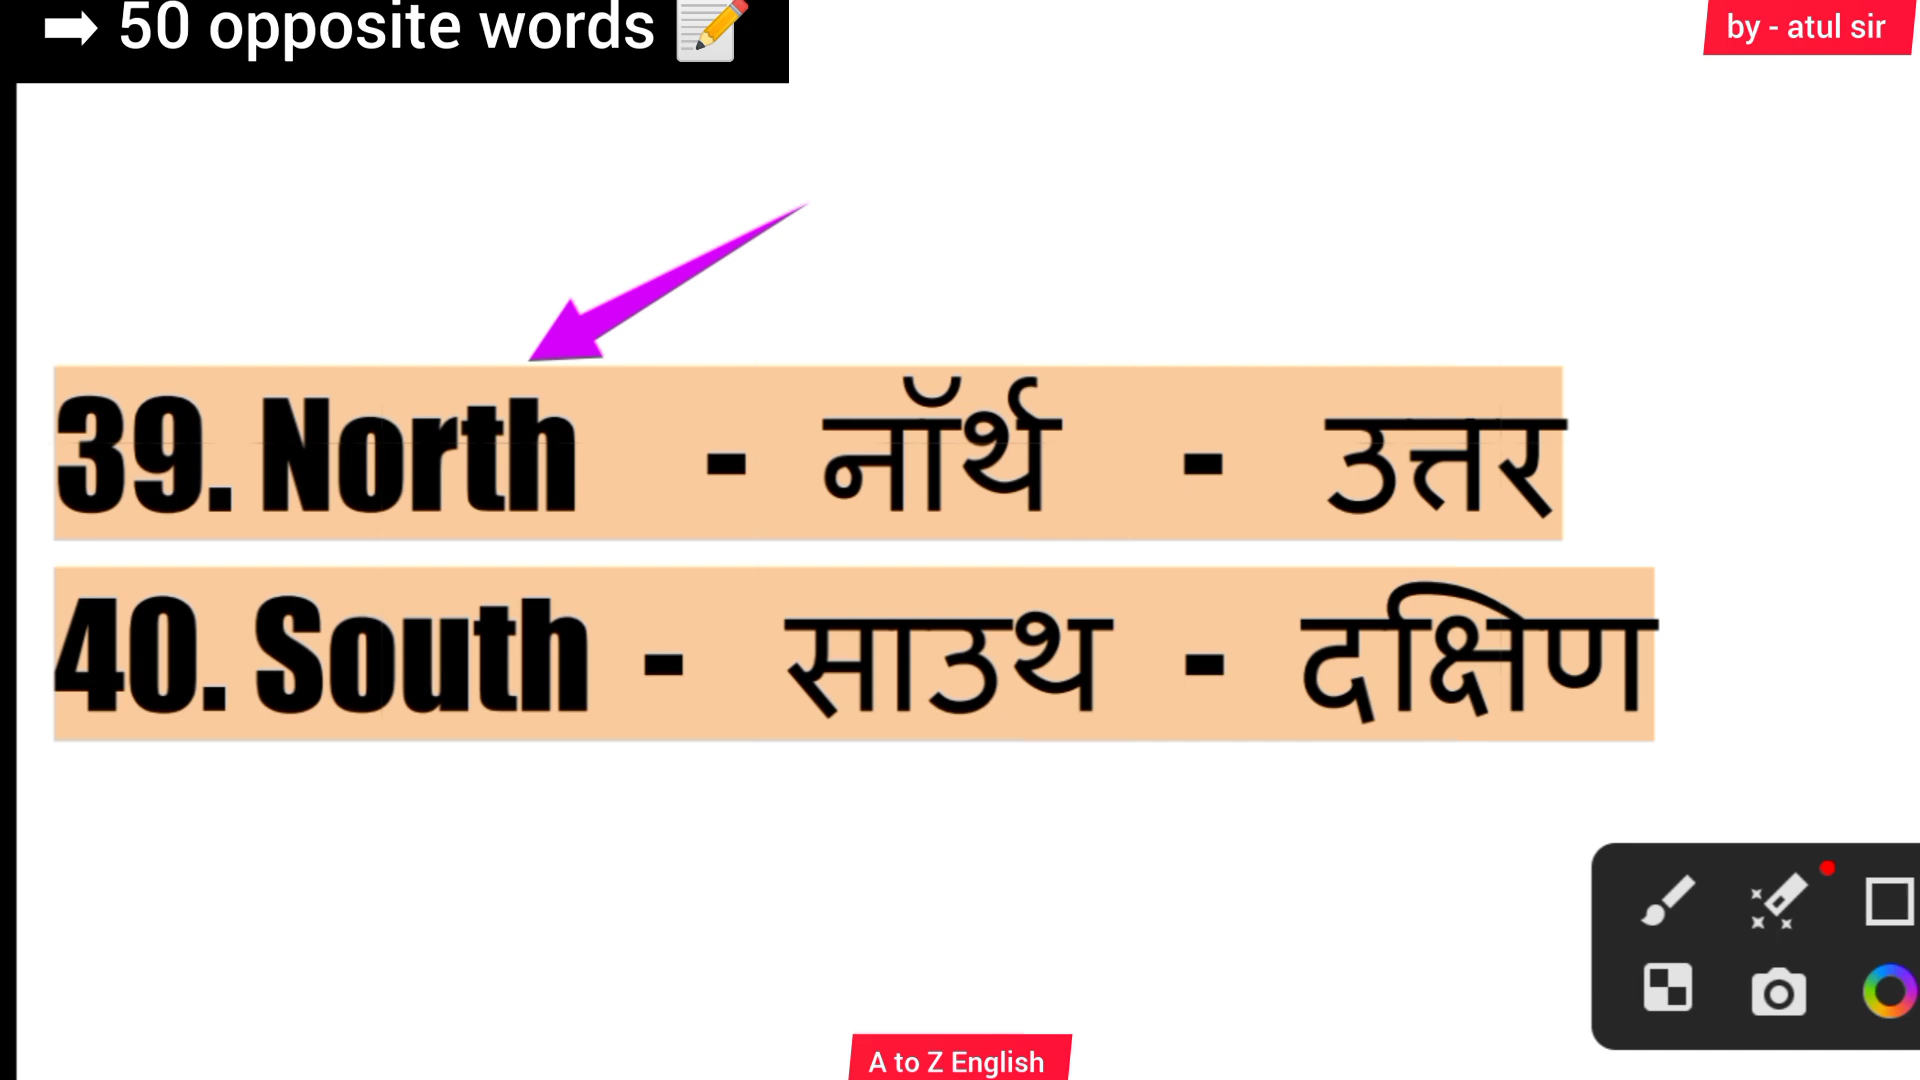 ➡ 50 opposite words 📝
by - atul sir
39. North - नॉर्थ - उत्तर
40. South - साउथ - दक्षिण
A to Z English